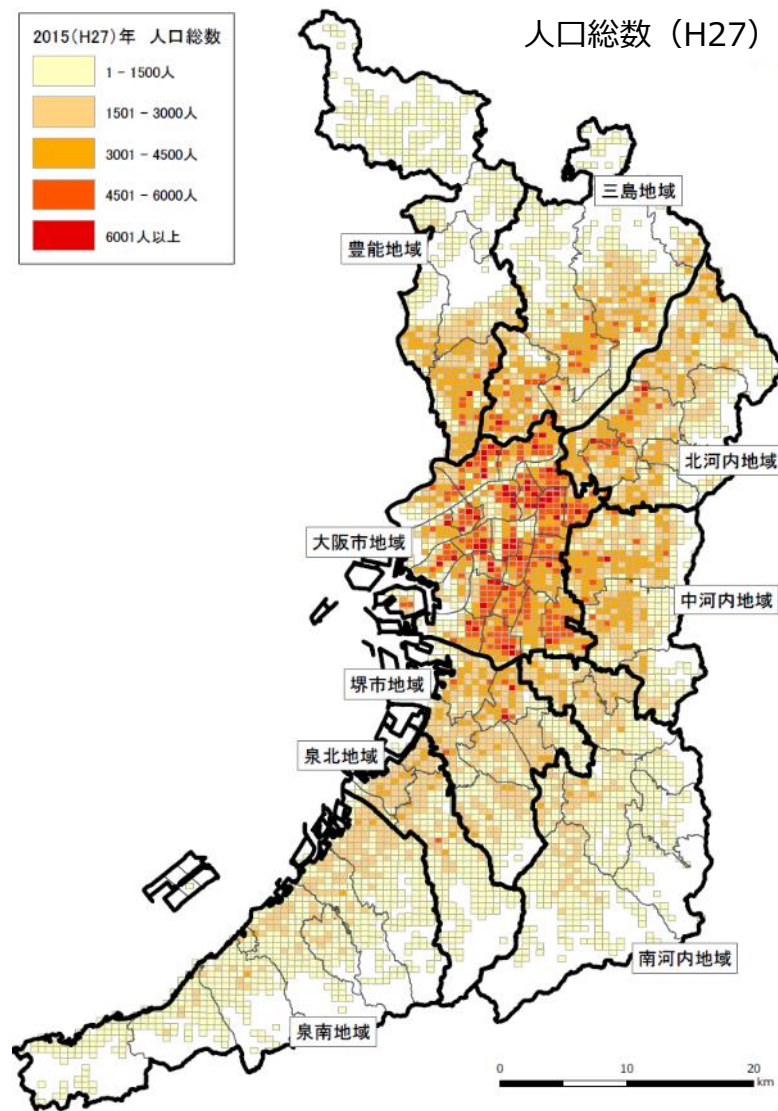 人口総数（H27）
2015（H27）年 人口総数
1 - 1500人
1501 - 3000人
3001 - 4500人
4501 - 6000人
6001人以上
三島地域
豊能地域
北河内地域
大阪市地域
中河内地域
堺市地域
泉北地域
南河内地域
泉南地域
0 10 20
km